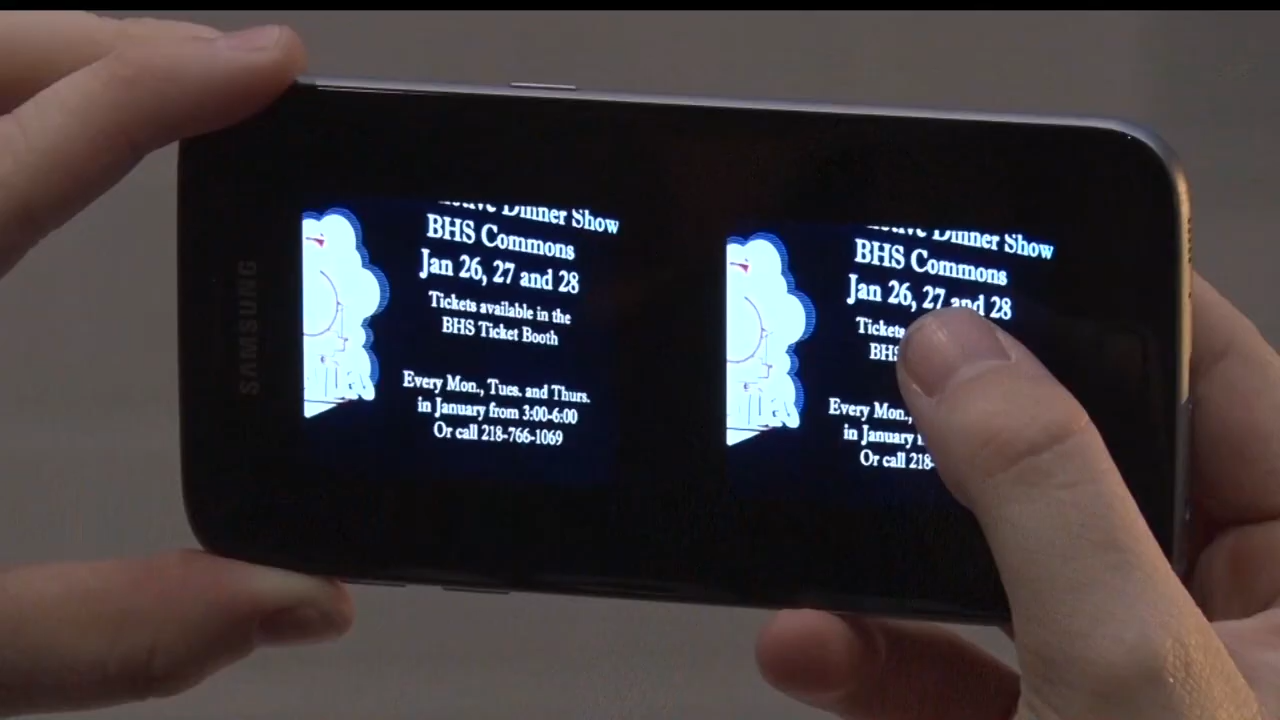 SAMSUNG
Dinner Show
BHS Commons
Jan 26, 27 and 28
Tickets available in the
BHS Ticket Booth
Every Mon., Tues. and Thurs.
in January from 3:00-6:00
Or call 218-766-1069
Dinner Show
BHS Commons
Jan 26, 27 and 28
Tickets
BHS
Every Mon.,
in January
Or call 218-